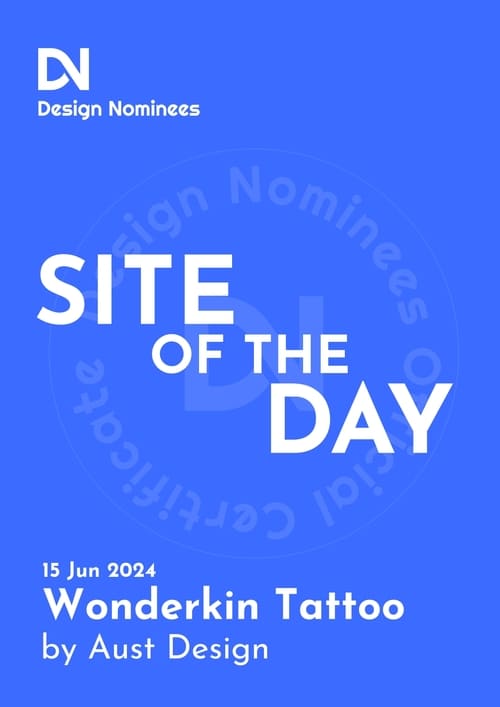 DN
Design Nominees
Design Nominees Official Certificate
DN
SITE
OF THE
DAY
15 Jun 2024
Wonderkin Tattoo
by Aust Design